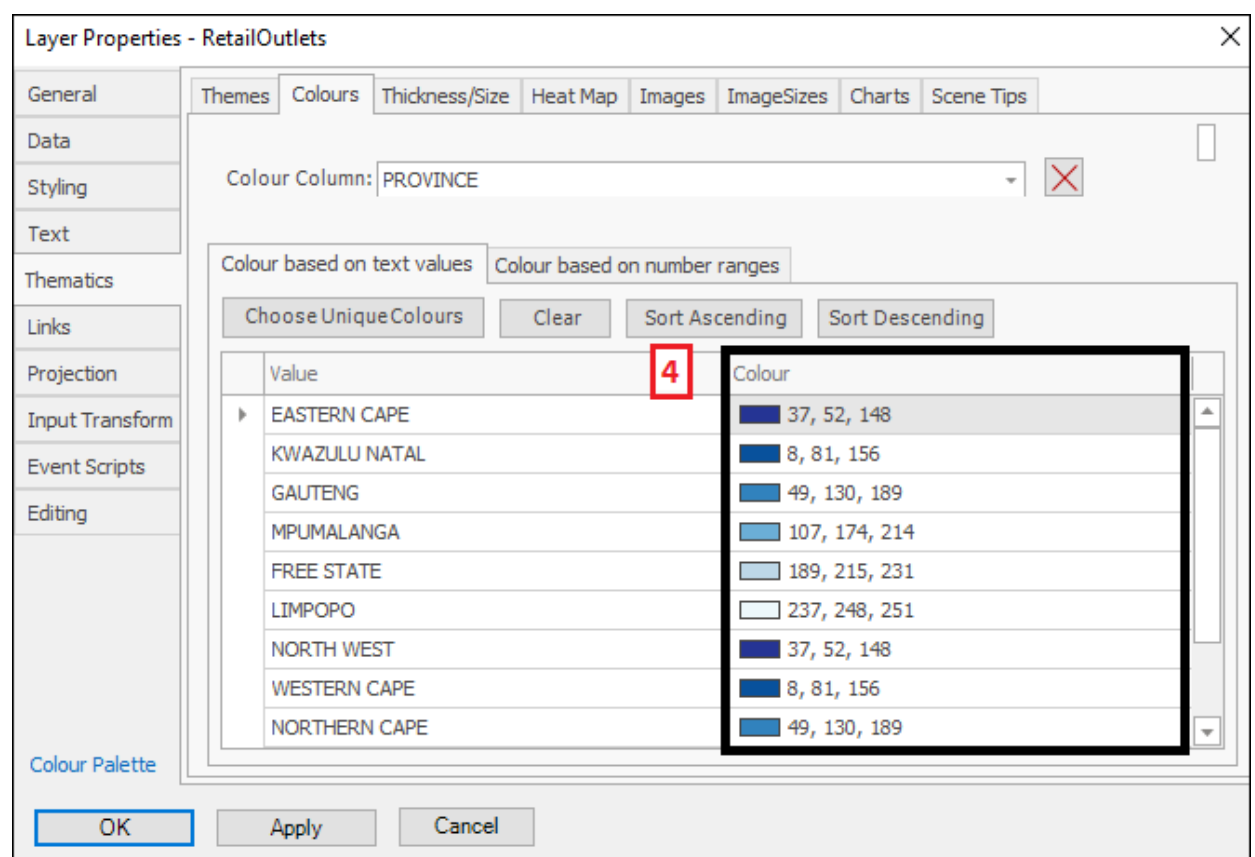 Layer Properties - RetailOutlets
General
Data
Styling
Text
Thematics
Links
Projection
Input Transform
Event Scripts
Editing
Colour Palette
Themes Colours Thickness/Size Heat Map Images ImageSizes Charts Scene Tips
Colour Column: PROVINCE
Colour based on text values Colour based on number ranges
Choose Unique Colours Clear Sort Ascending Sort Descending
Value 4 Colour
EASTERN CAPE 37, 52, 148
KWAZULU NATAL 8, 81, 156
GAUTENG 49, 130, 189
MPUMALANGA 107, 174, 214
FREE STATE 189, 215, 231
LIMPOPO 237, 248, 251
NORTH WEST 37, 52, 148
WESTERN CAPE 8, 81, 156
NORTHERN CAPE 49, 130, 189
OK Apply Cancel